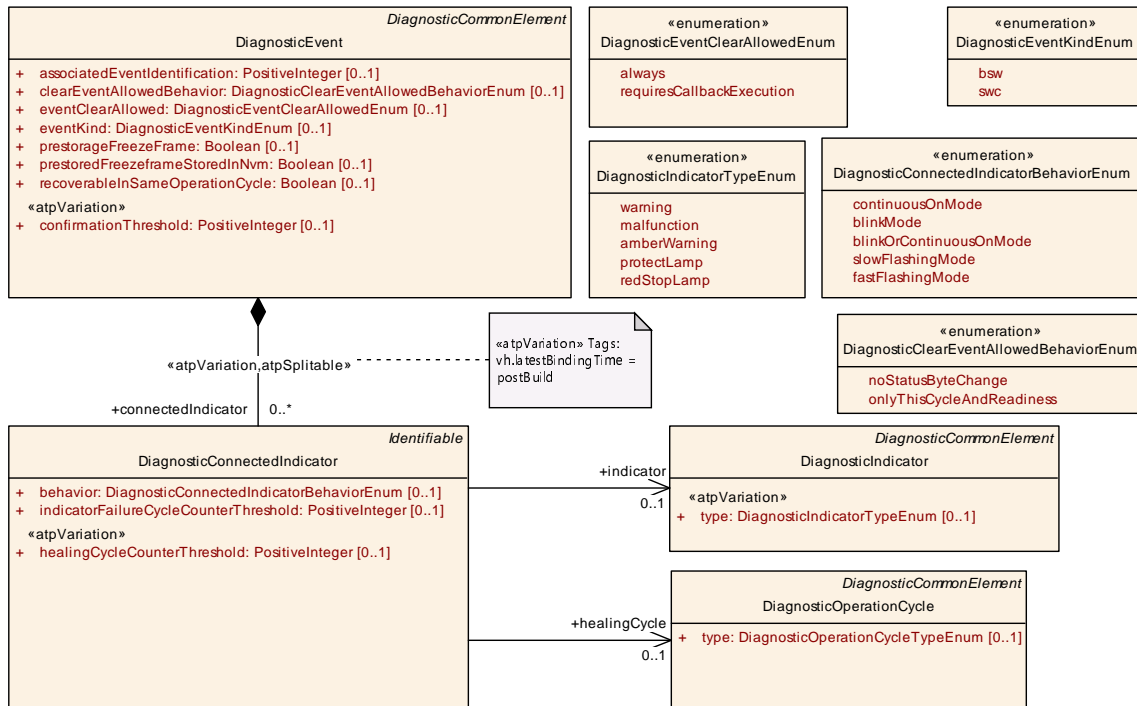 DiagnosticCommonElement
DiagnosticEvent
+ associatedEventIdentification: PositiveInteger [0..1]
+ clearEventAllowedBehavior: DiagnosticClearEventAllowedBehaviorEnum [0..1]
+ eventClearAllowed: DiagnosticEventClearAllowedEnum [0..1]
+ eventKind: DiagnosticEventKindEnum [0..1]
+ prestorageFreezeFrame: Boolean [0..1]
+ prestoredFreezeframeStoredInNvm: Boolean [0..1]
+ recoverableInSameOperationCycle: Boolean [0..1]
«atpVariation»
+ confirmationThreshold: PositiveInteger [0..1]
«enumeration»
DiagnosticEventClearAllowedEnum
always
requiresCallbackExecution
«enumeration»
DiagnosticEventKindEnum
bsw
swc
«enumeration»
DiagnosticIndicatorTypeEnum
warning
malfunction
amberWarning
protectLamp
redStopLamp
«enumeration»
DiagnosticConnectedIndicatorBehaviorEnum
continuousOnMode
blinkMode
blinkOrContinuousOnMode
slowFlashingMode
fastFlashingMode
«atpVariation,atpSplitable»
«atpVariation» Tags:
vh.latestBindingTime =
postBuild
«enumeration»
DiagnosticClearEventAllowedBehaviorEnum
noStatusByteChange
onlyThisCycleAndReadiness
+connectedIndicator 0..*
Identifiable
DiagnosticConnectedIndicator
+ behavior: DiagnosticConnectedIndicatorBehaviorEnum [0..1]
+ indicatorFailureCycleCounterThreshold: PositiveInteger [0..1]
«atpVariation»
+ healingCycleCounterThreshold: PositiveInteger [0..1]
+indicator
0..1
DiagnosticCommonElement
DiagnosticIndicator
«atpVariation»
+ type: DiagnosticIndicatorTypeEnum [0..1]
+healingCycle
0..1
DiagnosticCommonElement
DiagnosticOperationCycle
+ type: DiagnosticOperationCycleTypeEnum [0..1]